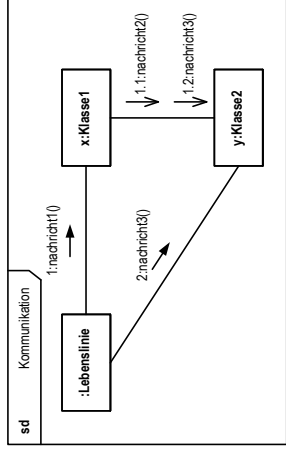 sd Kommunikation
:Lebenslinie
1:nachricht1()
x:Klasse1
1.1:nachricht2()
1.2:nachricht3()
2:nachricht3()
y:Klasse2